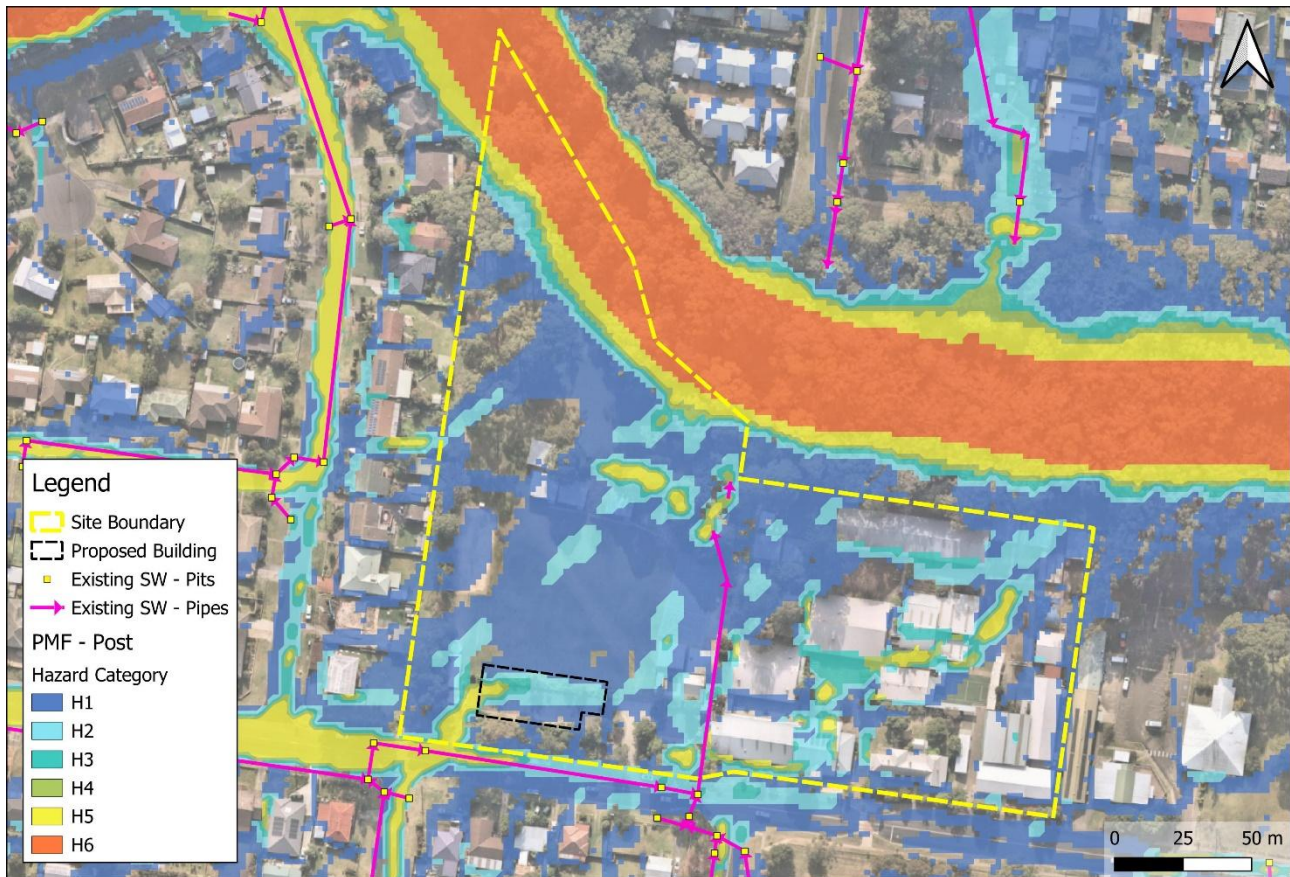 Legend
Site Boundary
Proposed Building
Existing SW - Pits
Existing SW - Pipes
PMF - Post
Hazard Category
H1
H2
H3
H4
H5
H6
0 25 50 m